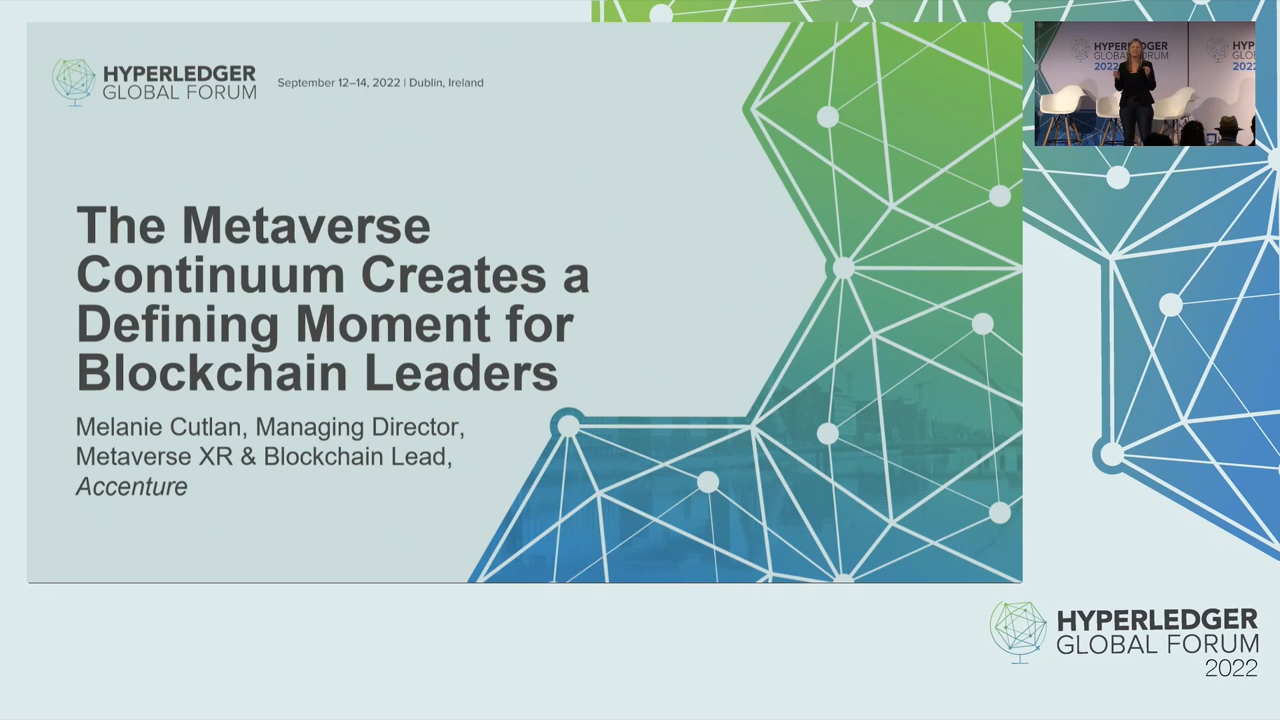 HYPERLEDGER
GLOBAL FORUM
September 12–14, 2022 | Dublin, Ireland
The Metaverse
Continuum Creates a
Defining Moment for
Blockchain Leaders
Melanie Cutlan, Managing Director,
Metaverse XR & Blockchain Lead,
Accenture
HYPERLEDGER
GLOBAL FORUM
2022